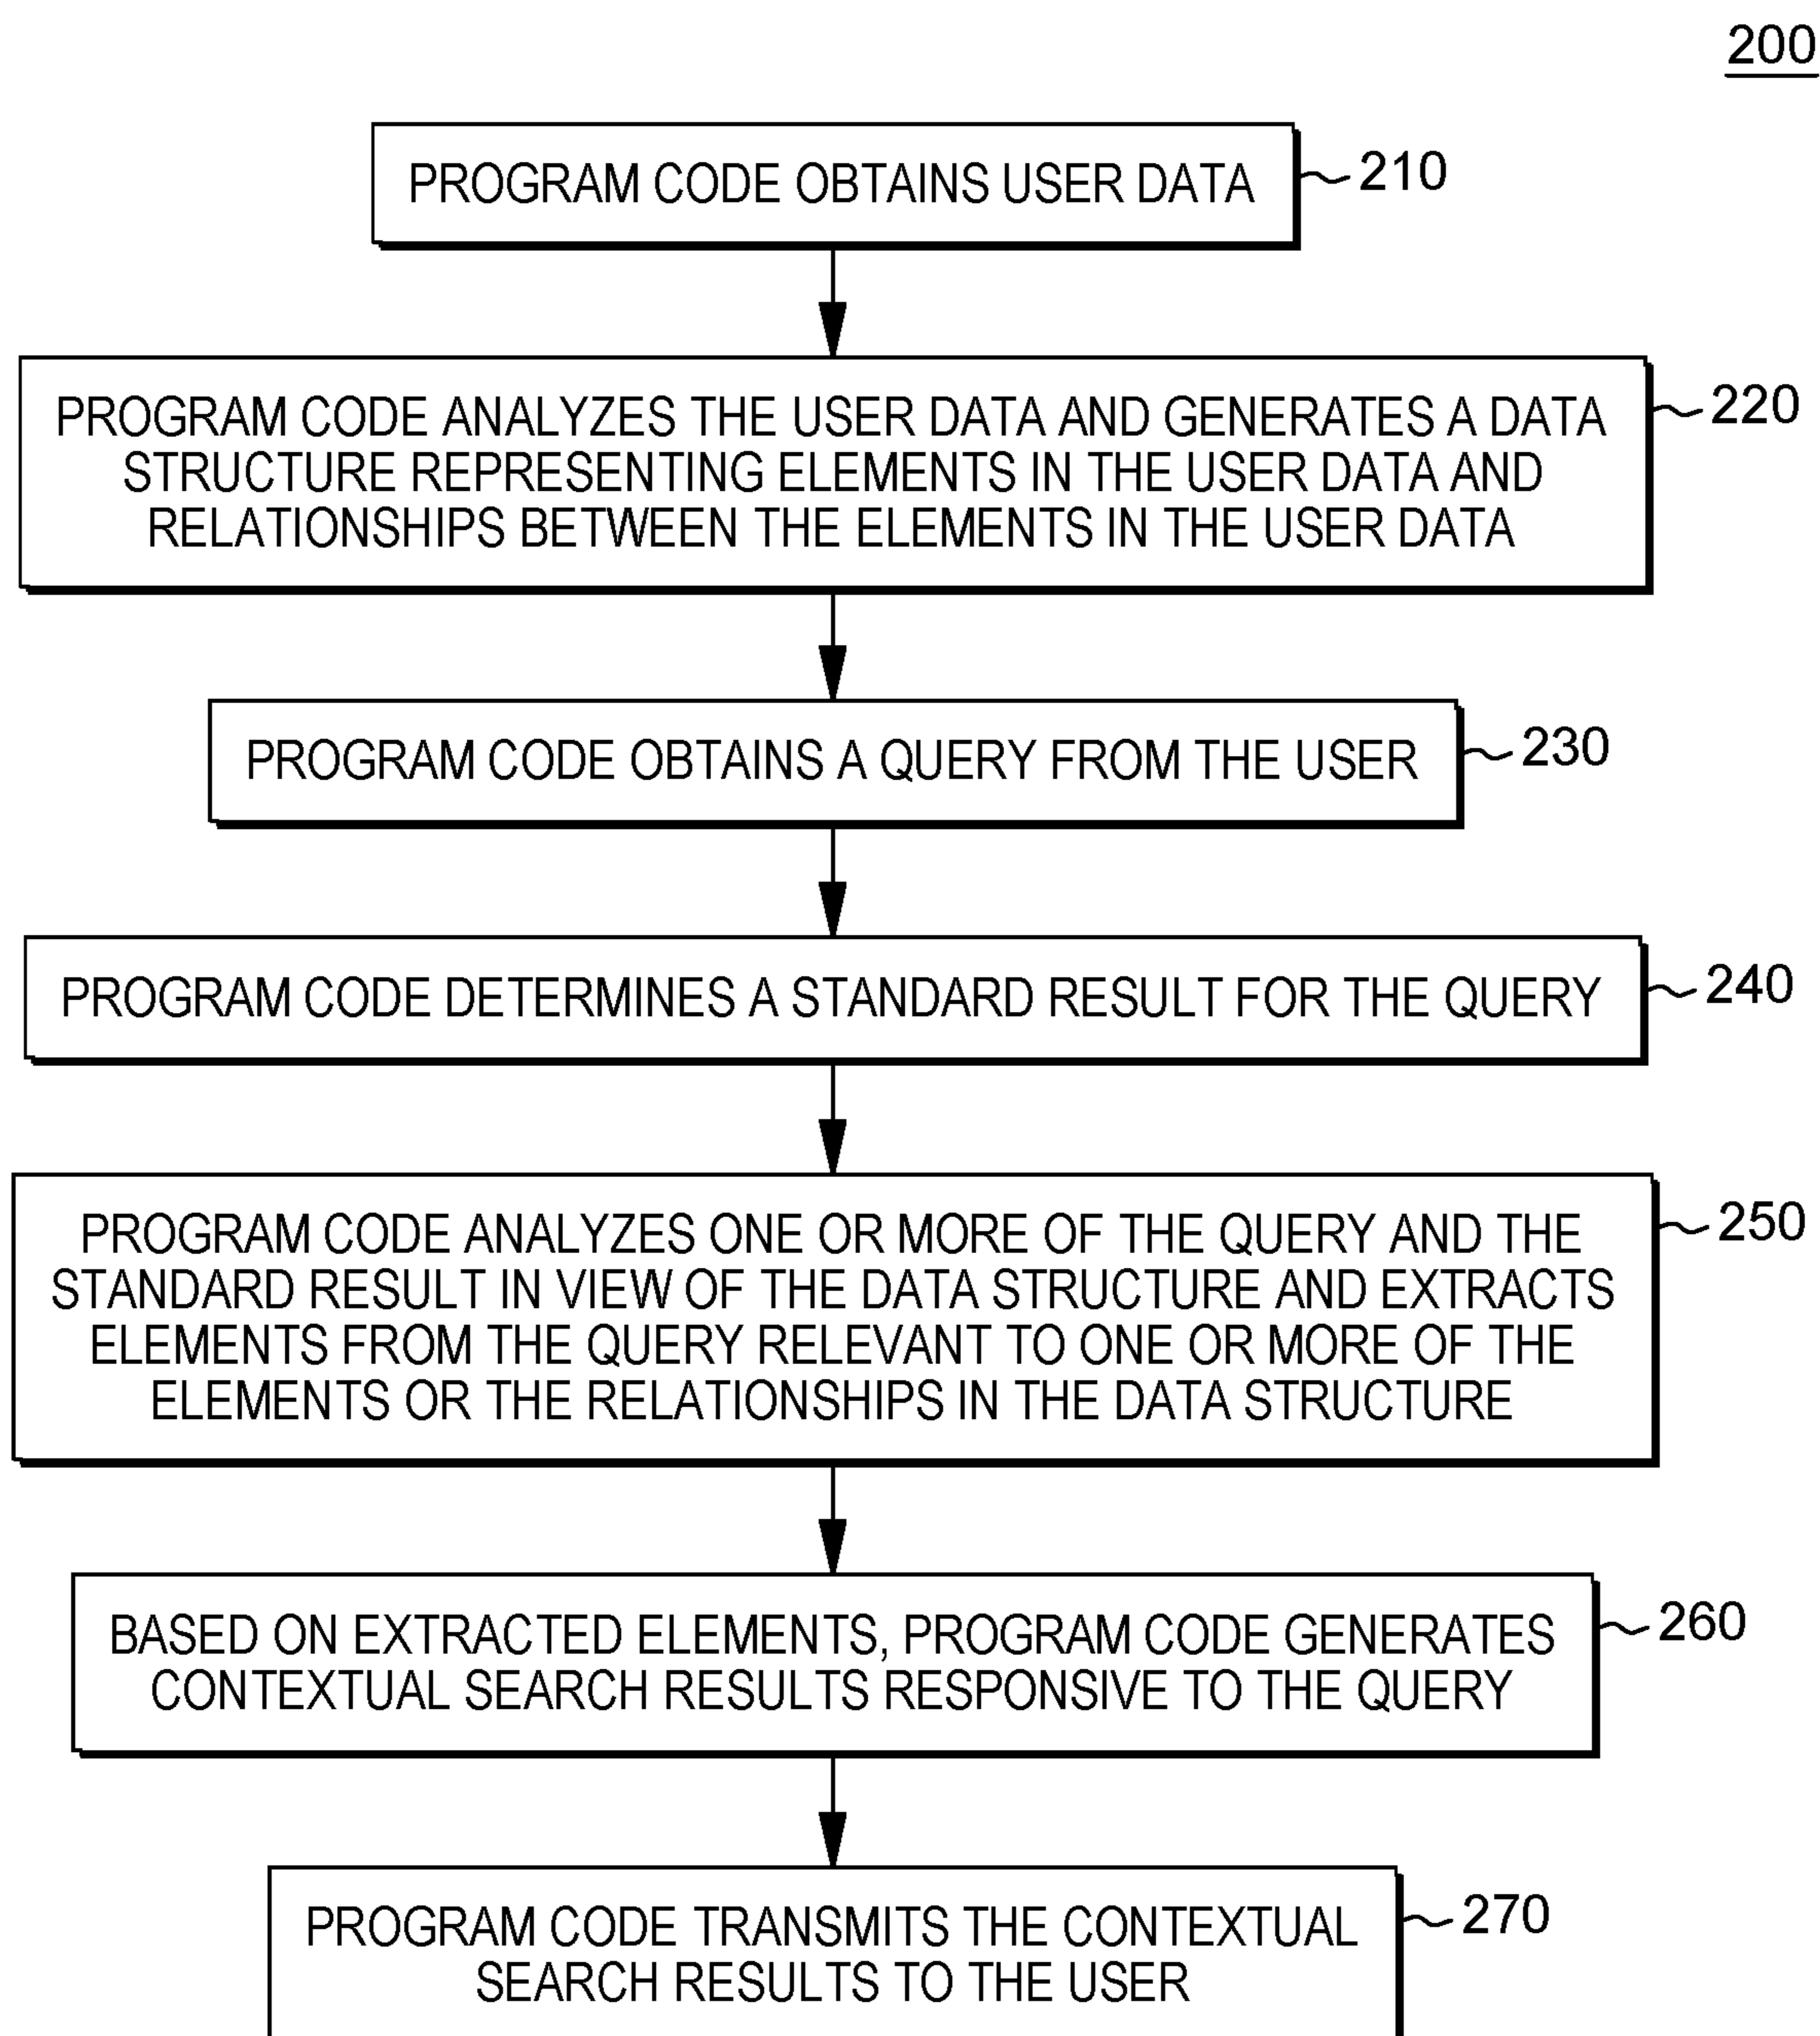 200
PROGRAM CODE OBTAINS USER DATA
210
PROGRAM CODE ANALYZES THE USER DATA AND GENERATES A DATA
STRUCTURE REPRESENTING ELEMENTS IN THE USER DATA AND
RELATIONSHIPS BETWEEN THE ELEMENTS IN THE USER DATA
220
PROGRAM CODE OBTAINS A QUERY FROM THE USER
230
PROGRAM CODE DETERMINES A STANDARD RESULT FOR THE QUERY
240
PROGRAM CODE ANALYZES ONE OR MORE OF THE QUERY AND THE
STANDARD RESULT IN VIEW OF THE DATA STRUCTURE AND EXTRACTS
ELEMENTS FROM THE QUERY RELEVANT TO ONE OR MORE OF THE
ELEMENTS OR THE RELATIONSHIPS IN THE DATA STRUCTURE
250
BASED ON EXTRACTED ELEMENTS, PROGRAM CODE GENERATES
CONTEXTUAL SEARCH RESULTS RESPONSIVE TO THE QUERY
260
PROGRAM CODE TRANSMITS THE CONTEXTUAL
SEARCH RESULTS TO THE USER
270